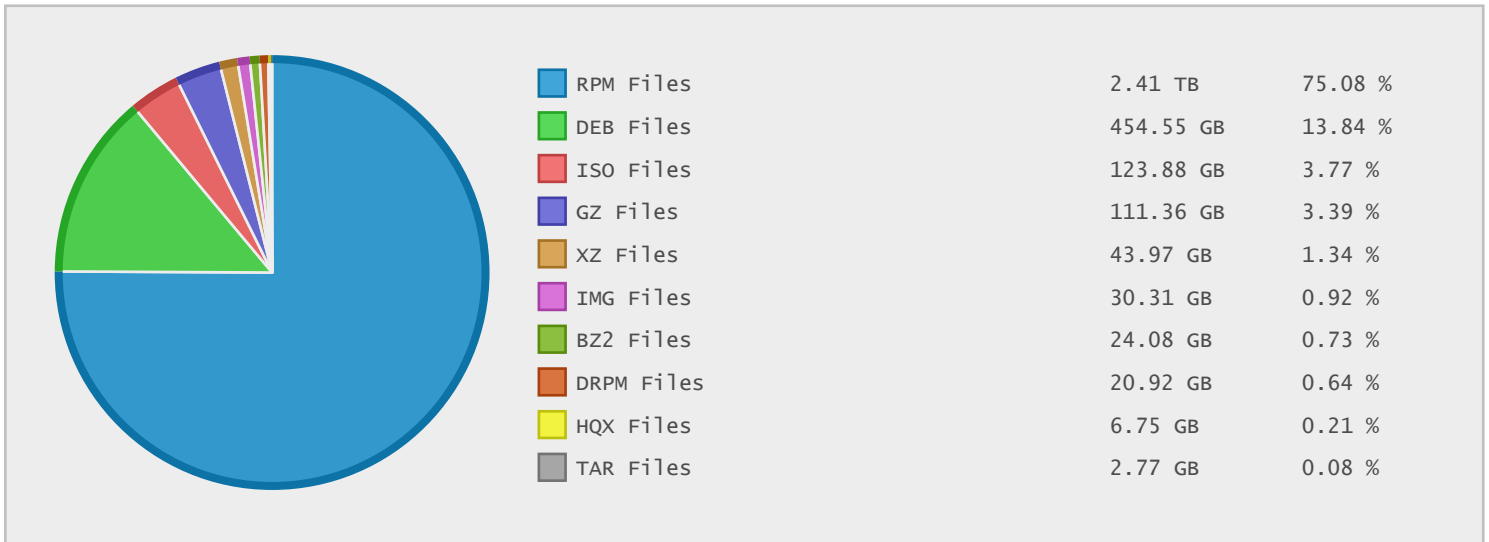 RPM Files 2.41 TB 75.08 %
DEB Files 454.55 GB 13.84 %
ISO Files 123.88 GB 3.77 %
GZ Files 111.36 GB 3.39 %
XZ Files 43.97 GB 1.34 %
IMG Files 30.31 GB 0.92 %
BZ2 Files 24.08 GB 0.73 %
DRPM Files 20.92 GB 0.64 %
HQX Files 6.75 GB 0.21 %
TAR Files 2.77 GB 0.08 %